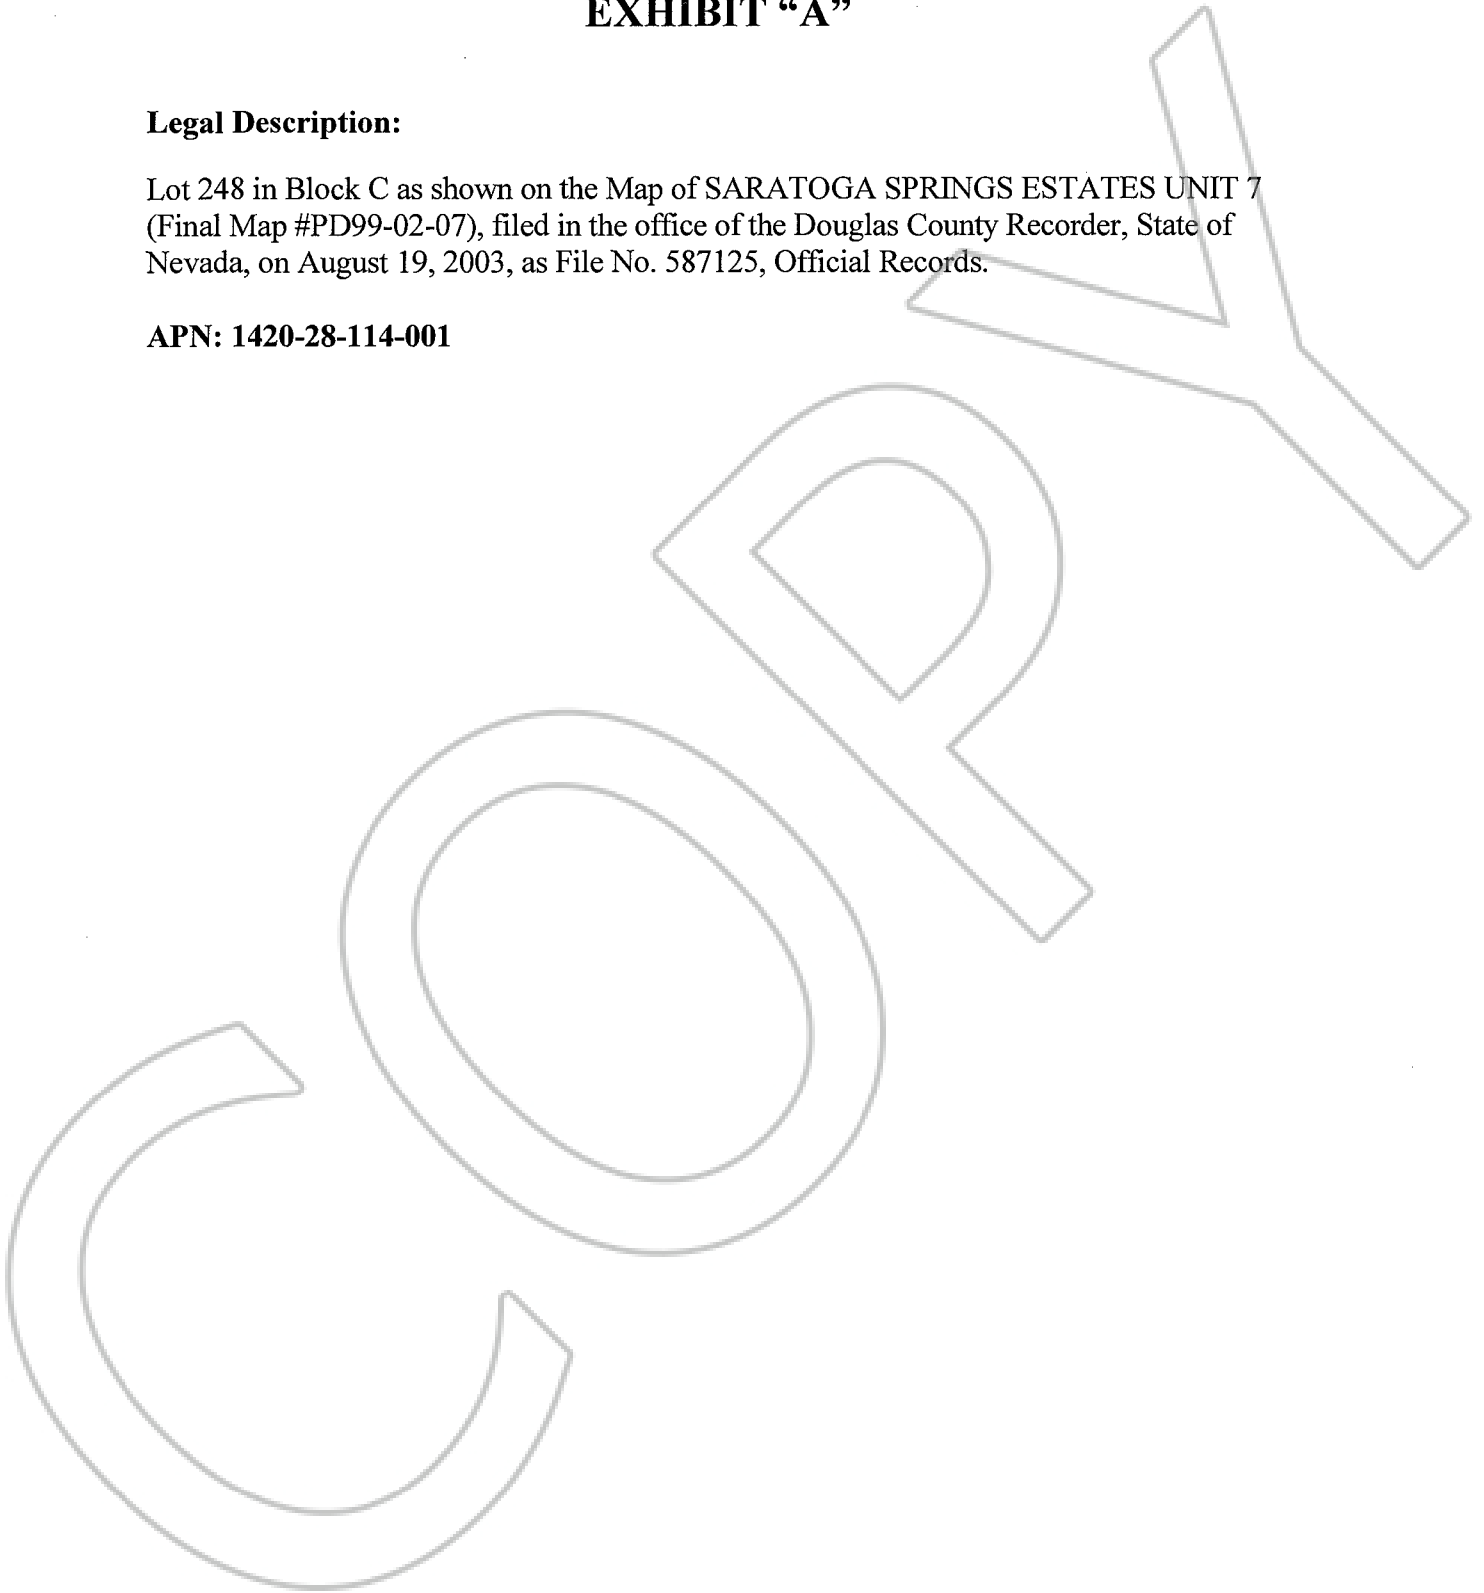 EXHIBIT “A”
Legal Description:
Lot 248 in Block C as shown on the Map of SARATOGA SPRINGS ESTATES UNIT 7
(Final Map #PD99-02-07), filed in the office of the Douglas County Recorder, State of
Nevada, on August 19, 2003, as File No. 587125, Official Records.
APN: 1420-28-114-001
COPY